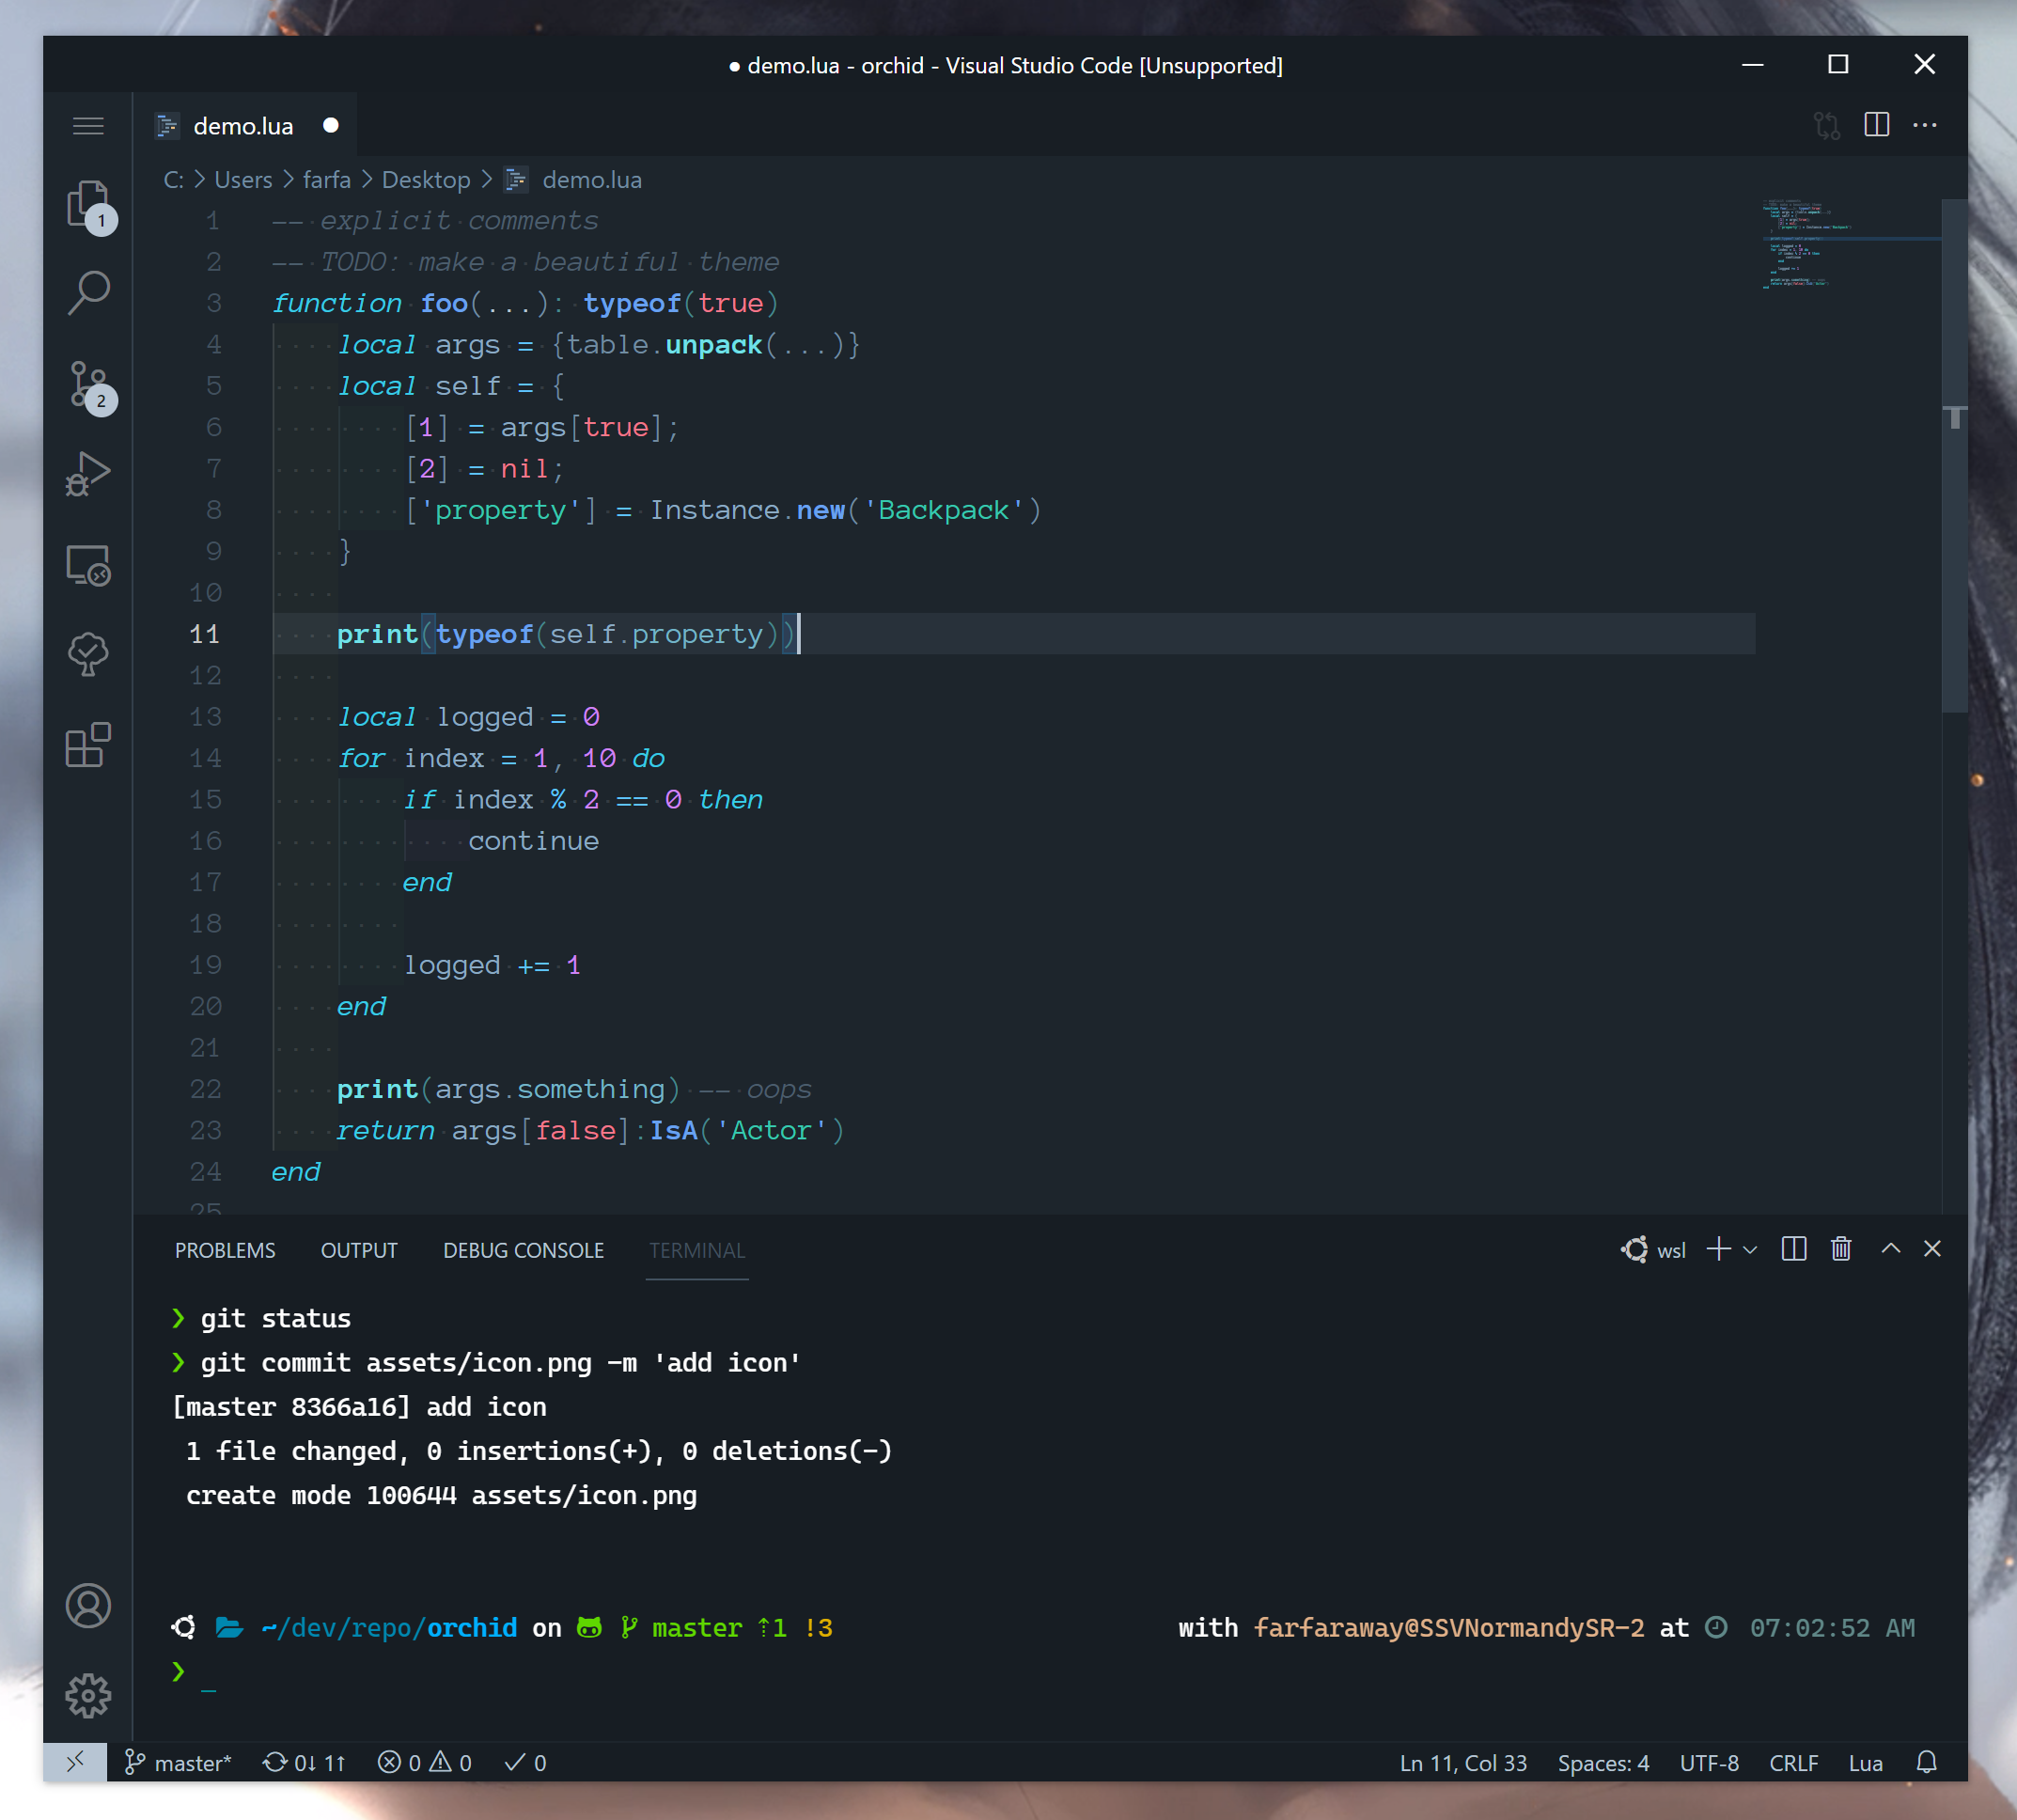 ● demo.lua - orchid - Visual Studio Code [Unsupported]
demo.lua ●
C: > Users > farfa > Desktop > demo.lua
1 -- explicit comments
2 -- TODO: make a beautiful theme
3 function foo(...): typeof(true)
4 local args = {table.unpack(...)}
5 local self = {
6 [1] = args[true];
7 [2] = nil;
8 ['property'] = Instance.new('Backpack')
9 }
10
11 print(typeof(self.property))
12
13 local logged = 0
14 for index = 1, 10 do
15 if index % 2 == 0 then
16 continue
17 end
18
19 logged += 1
20 end
21
22 print(args.something) -- oops
23 return args[false]:IsA('Actor')
24 end
25
1
2
PROBLEMS OUTPUT DEBUG CONSOLE TERMINAL wsl
❯ git status
❯ git commit assets/icon.png -m 'add icon'
[master 8366a16] add icon
1 file changed, 0 insertions(+), 0 deletions(-)
create mode 100644 assets/icon.png
~/dev/repo/orchid on master ⇡1 !3 with farfaraway@SSVNormandySR-2 at 07:02:52 AM
❯ _
master* 0↓ 1↑ 0 0 0 Ln 11, Col 33 Spaces: 4 UTF-8 CRLF Lua